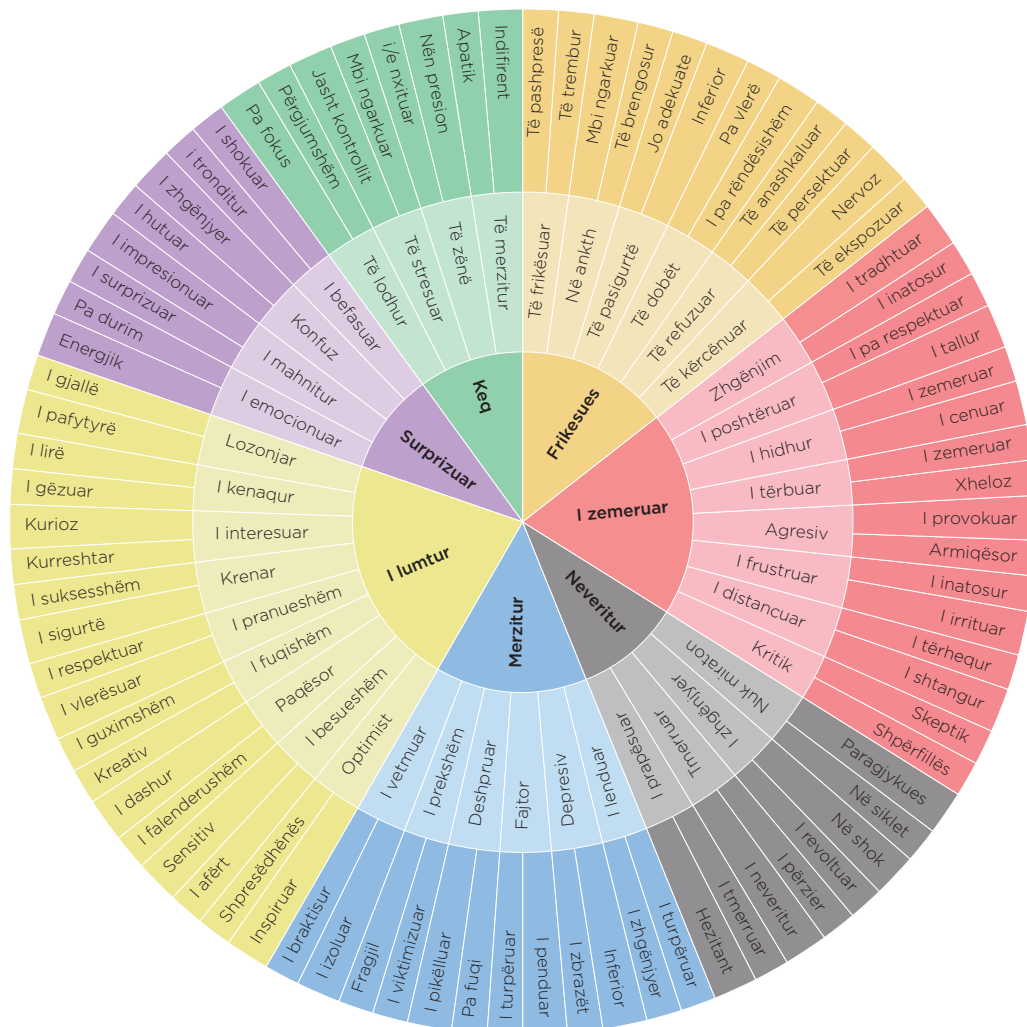 Keq
Frikesues
I zemeruar
Neveritur
Merzitur
I lumtur
Surprizuar
Të lodhur
Të stresuar
Të zënë
Të merzitur
Të frikësuar
Në ankth
Të pasigurtë
Të dobët
Të refuzuar
Të kërcënuar
Zhgënjim
I poshtëruar
I hidhur
I tërbuar
Agresiv
I frustruar
I distancuar
Kritik
Nuk miraton
I zhgënjyer
Tmerruar
I prapësuar
I lenduar
Depresiv
Fajtor
Deshptuar
I prekshëm
I vetmuar
Optimist
I besueshëm
Paqësor
I fuqishëm
I pranueshëm
Krenar
I interesuar
I kenaqur
Lozonjar
I emocionuar
I mahnitur
Konfuz
I befasuar
Pa fokus
Përgjumshëm
Jasht kontrollit
Mbi ngarkuar
i/e nxituar
Nën presion
Apatik
Indifirent
Të pashpresë
Të trembur
Mbi ngarkuar
Të brengosur
Jo adekuate
Inferior
Pa vlerë
I pa rëndësishëm
Të anashkaluar
Të persektuar
Nervoz
Të ekspozuar
I tradhtuar
I inatosur
I pa respektuar
I tallur
I zemeruar
I cenuar
I zemeruar
Xheloz
I provokuar
Armiqësor
I inatosur
I irrituar
I tërhequr
I shtangur
Skeptik
Shpërfillës
Paragjykues
Në siklet
Në shok
I revoltuar
I përzier
I neveritur
I tmerruar
Hezitant
I turpëruar
I zhgënjyer
Inferior
I zbrazët
I penduar
I turpëruar
Pa fuqi
I pikëlluar
I viktimizuar
Fragjil
I izoluar
I braktisur
Inspiruar
Shpresëdhënës
I afërt
Sensitiv
I falenderushëm
I dashur
Kreativ
I guximshëm
I vlerësuar
I respektuar
I sigurtë
I suksesshëm
Kurreshtar
Kurioz
I gëzuar
I lirë
I pafytyrë
I gjallë
Energjik
Pa durim
I surprizuar
I impresionuar
I hutuar
I zhgënjyer
i tronditur
I shokuar